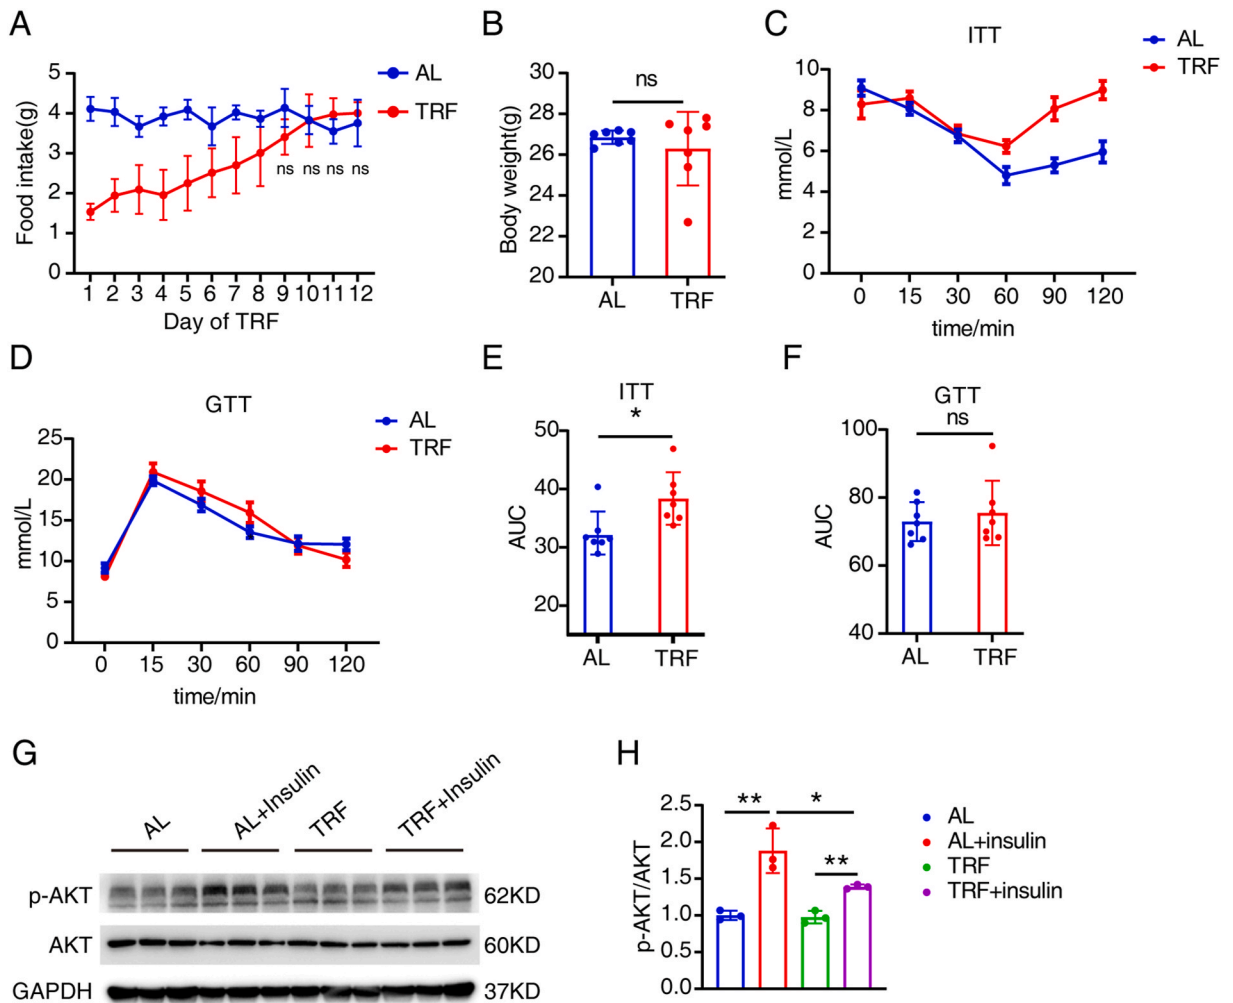 A
AL
TRF
Food intake(g)
5
4
3
2
1
0
ns ns ns ns
1 2 3 4 5 6 7 8 9 10 11 12
Day of TRF
B
ns
Body weight(g)
30
28
26
24
22
20
AL TRF
C
ITT
AL
TRF
mmol/L
10
8
6
4
2
0
0 15 30 60 90 120
time/min
D
GTT
AL
TRF
mmol/L
25
20
15
10
5
0
0 15 30 60 90 120
time/min
E
ITT
*
AUC
50
40
30
20
AL TRF
F
GTT
ns
AUC
100
80
60
40
AL TRF
G
AL AL+Insulin TRF TRF+Insulin
p-AKT 62KD
AKT 60KD
GAPDH 37KD
H
** *
**
p-AKT/AKT
2.5
2.0
1.5
1.0
0.5
0.0
AL
AL+insulin
TRF
TRF+insulin